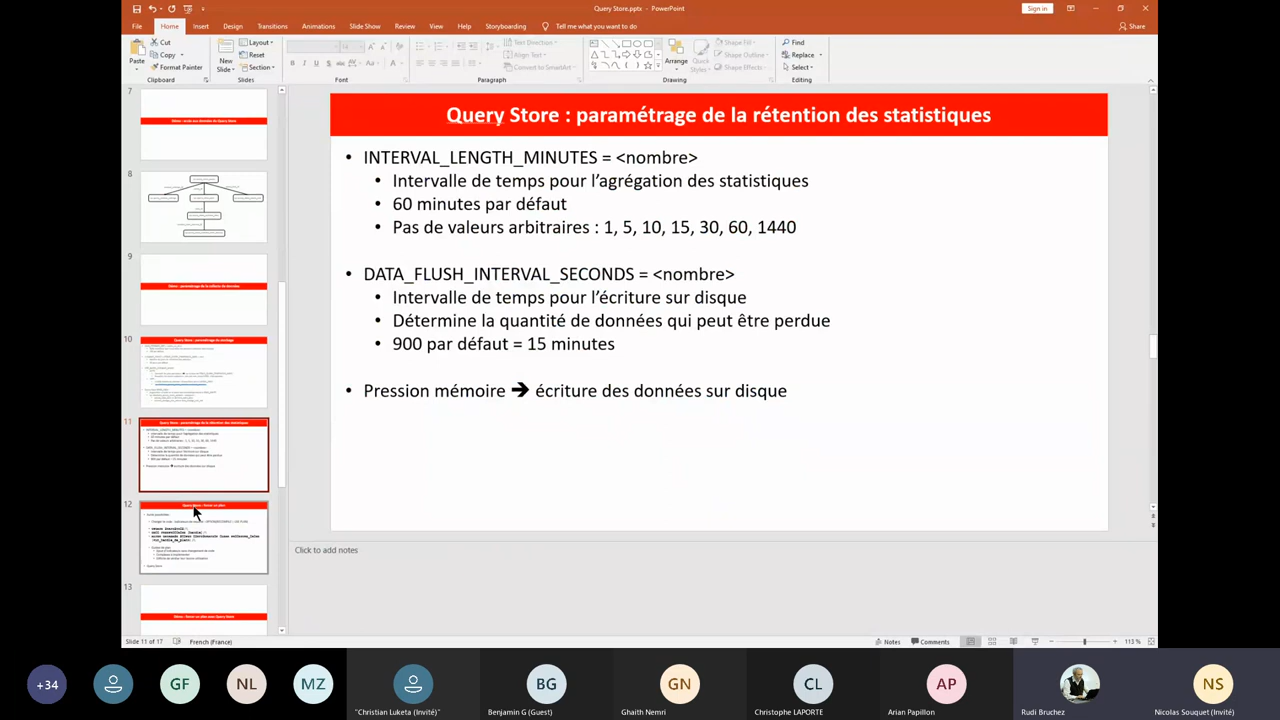 Query Store.pptx - PowerPoint
Sign in
File Home Insert Design Transitions Animations Slide Show Review View Help Storyboarding Tell me what you want to do Share
Paste
Cut
Copy
Format Painter
Clipboard
New Slide
Layout
Reset
Section
Slides
Font
Text Direction
Align Text
Convert to SmartArt
Paragraph
Arrange
Quick Styles
Shape Fill
Shape Outline
Shape Effects
Drawing
Find
Replace
Select
Editing
7
8
9
10
11
12
13
Query Store : paramétrage de la rétention des statistiques
• INTERVAL_LENGTH_MINUTES = <nombre>
• Intervalle de temps pour l'agrégation des statistiques
• 60 minutes par défaut
• Pas de valeurs arbitraires : 1, 5, 10, 15, 30, 60, 1440
• DATA_FLUSH_INTERVAL_SECONDS = <nombre>
• Intervalle de temps pour l'écriture sur disque
• Détermine la quantité de données qui peut être perdue
• 900 par défaut = 15 minutes
• Pression mémoire ➔ écriture des données sur disque
Click to add notes
Slide 11 of 17 French (France) Notes Comments 113 %
+34 GF NL MZ BG GN CL AP NS
"Christian Luketa (Invité)" Benjamin G (Guest) Ghaith Nemri Christophe LAPORTE Arian Papillon Rudi Bruchez Nicolas Souquet (Invité)